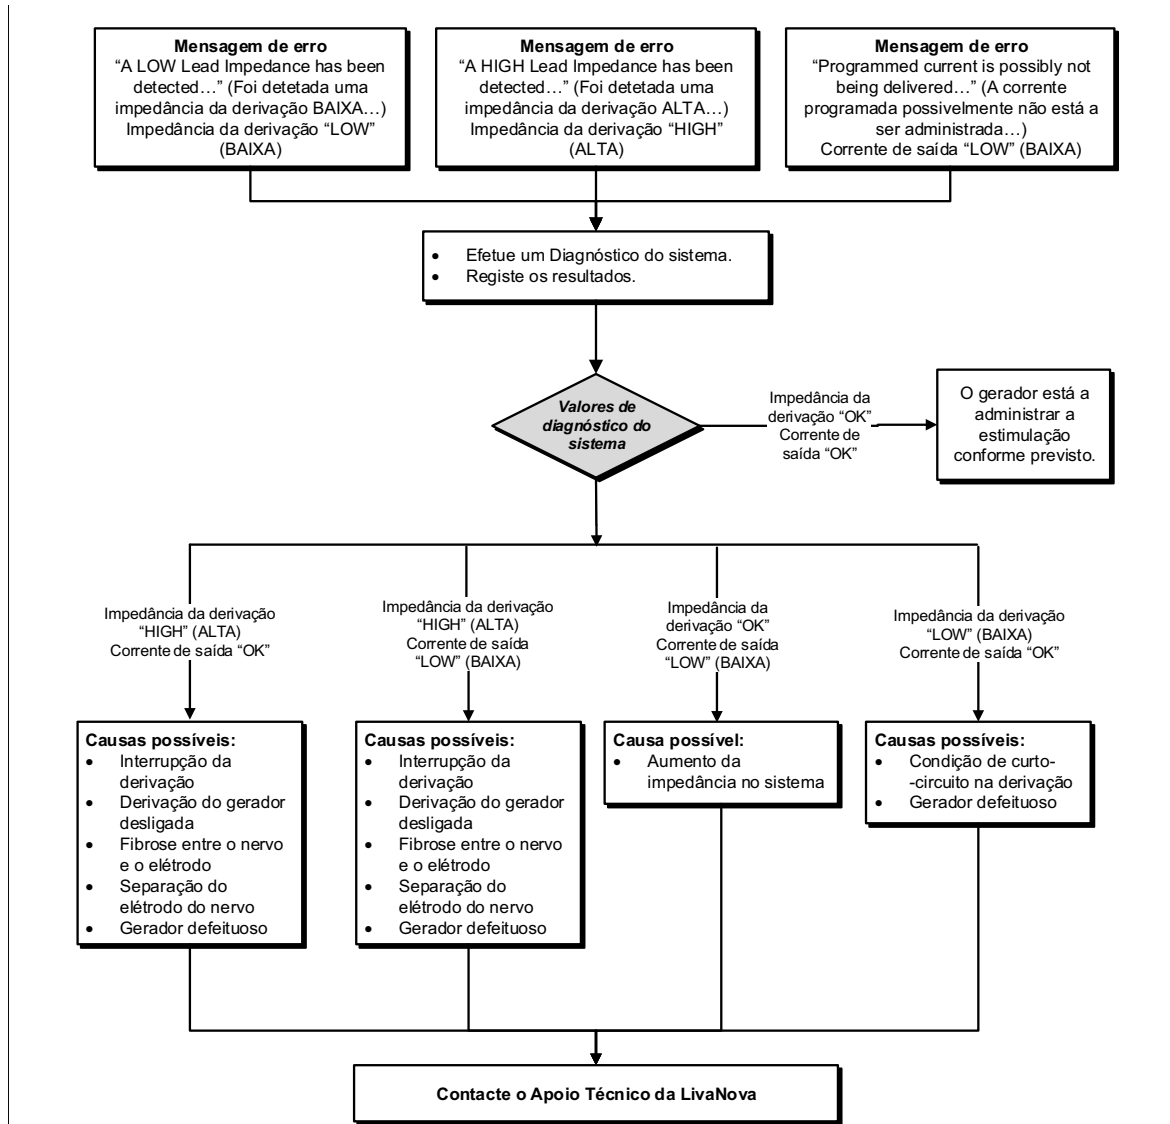 Mensagem de erro
“A LOW Lead Impedance has been
detected…” (Foi detetada uma
impedância da derivação BAIXA…)
Impedância da derivação “LOW”
(BAIXA)
Mensagem de erro
“A HIGH Lead Impedance has been
detected…” (Foi detetada uma
impedância da derivação ALTA…)
Impedância da derivação “HIGH”
(ALTA)
Mensagem de erro
“Programmed current is possibly not
being delivered…” (A corrente
programada possivelmente não está a
ser administrada…)
Corrente de saída “LOW” (BAIXA)
• Efetue um Diagnóstico do sistema.
• Registe os resultados.
Valores de
diagnóstico do
sistema
Impedância da
derivação “OK”
Corrente de
saída “OK”
O gerador está a
administrar a
estimulação
conforme previsto.
Impedância da derivação
“HIGH” (ALTA)
Corrente de saída “OK”
Impedância da derivação
“HIGH” (ALTA)
Corrente de saída
“LOW” (BAIXA)
Impedância da
derivação “OK”
Corrente de saída
“LOW” (BAIXA)
Impedância da derivação
“LOW” (BAIXA)
Corrente de saída “OK”
Causas possíveis:
• Interrupção da
derivação
• Derivação do gerador
desligada
• Fibrose entre o nervo
e o elétrodo
• Separação do
elétrodo do nervo
• Gerador defeituoso
Causas possíveis:
• Interrupção da
derivação
• Derivação do gerador
desligada
• Fibrose entre o nervo
e o elétrodo
• Separação do
elétrodo do nervo
• Gerador defeituoso
Causa possível:
• Aumento da
impedância no sistema
Causas possíveis:
• Condição de curto-
-circuito na derivação
• Gerador defeituoso
Contacte o Apoio Técnico da LivaNova